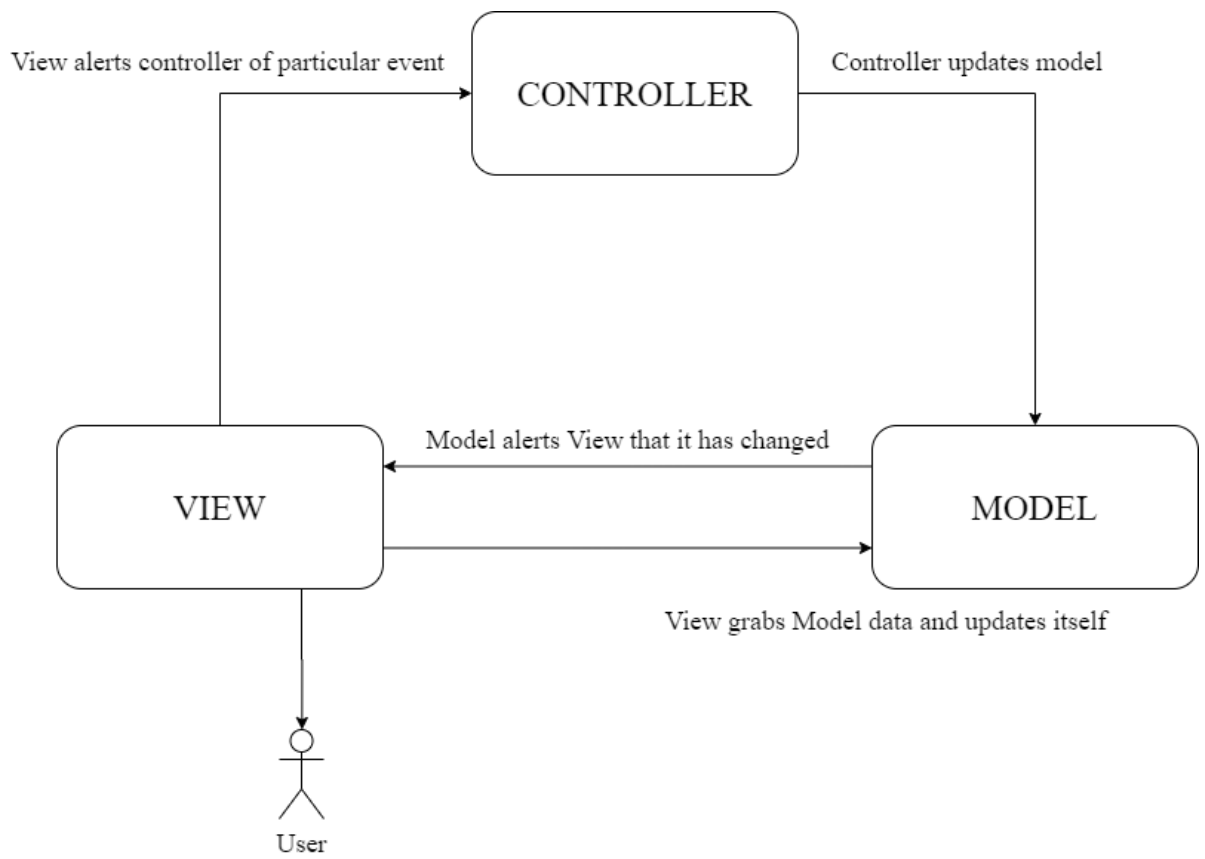 View alerts controller of particular event
CONTROLLER
Controller updates model
Model alerts View that it has changed
VIEW
MODEL
View grabs Model data and updates itself
User